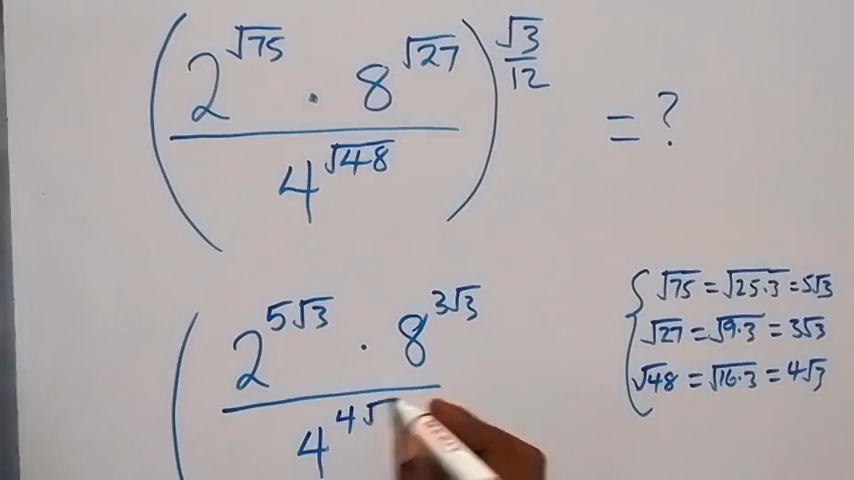 (2^√75 · 8^√27 / 4^√48)^(√3/12) = ?
√75 = √25·3 = 5√3
√27 = √9·3 = 3√3
√48 = √16·3 = 4√3
(2^5√3 · 8^3√3 / 4^4√